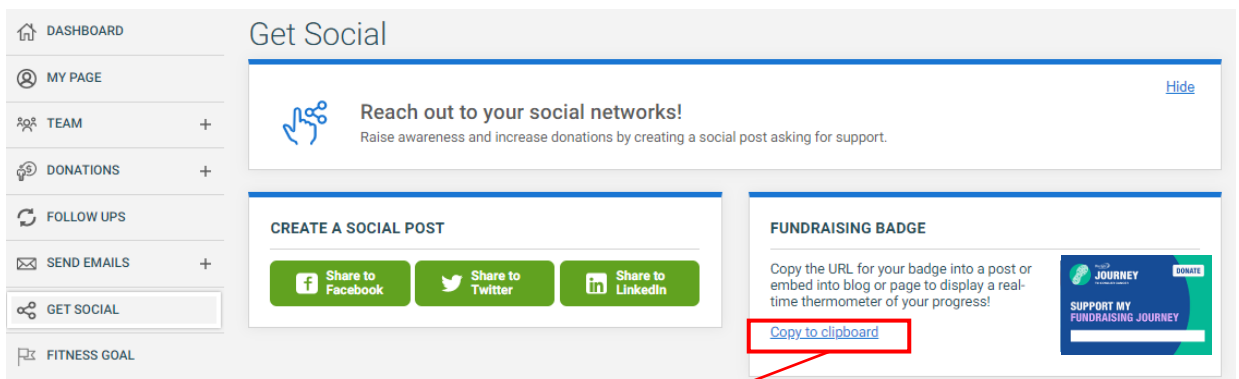 DASHBOARD
MY PAGE
TEAM +
DONATIONS +
FOLLOW UPS
SEND EMAILS +
GET SOCIAL
FITNESS GOAL
Get Social
Hide
Reach out to your social networks!
Raise awareness and increase donations by creating a social post asking for support.
CREATE A SOCIAL POST
Share to
Facebook
Share to
Twitter
Share to
LinkedIn
FUNDRAISING BADGE
Copy the URL for your badge into a post or
embed into blog or page to display a real-
time thermometer of your progress!
Copy to clipboard
JOURNEY
DONATE
SUPPORT MY
FUNDRAISING JOURNEY